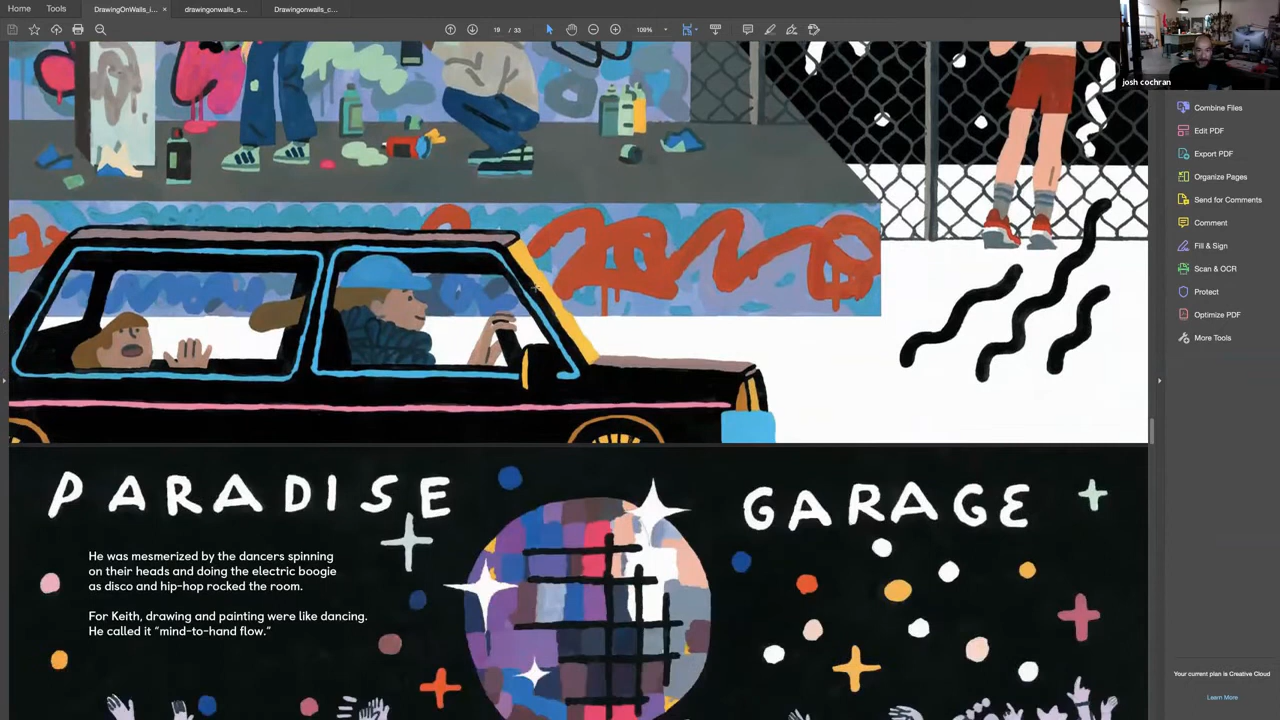 Home
Tools
DrawingOnWalls_i...
drawingonwalls_s...
Drawingonwalls_c...
19 / 33
109%
josh cochran
Combine Files
Edit PDF
Export PDF
Organize Pages
Send for Comments
Comment
Fill & Sign
Scan & OCR
Protect
Optimize PDF
More Tools
PARADISE GARAGE
He was mesmerized by the dancers spinning
on their heads and doing the electric boogie
as disco and hip-hop rocked the room.
For Keith, drawing and painting were like dancing.
He called it “mind-to-hand flow.”
Your current plan is Creative Cloud
Learn More